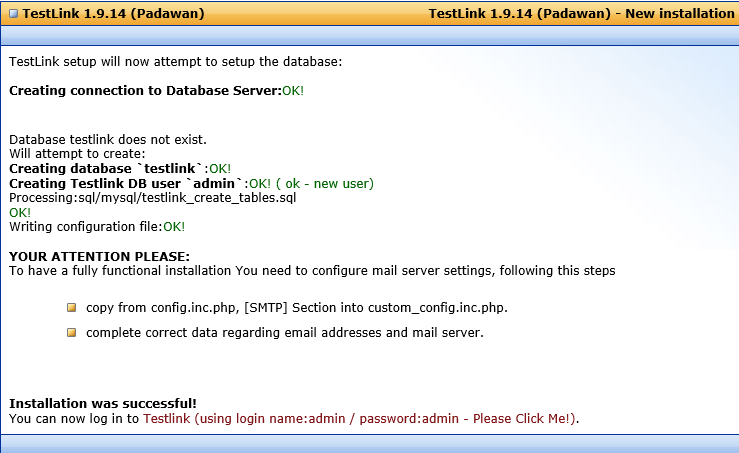 TestLink 1.9.14 (Padawan) TestLink 1.9.14 (Padawan) - New installation
TestLink setup will now attempt to setup the database:
Creating connection to Database Server:OK!
Database testlink does not exist.
Will attempt to create:
Creating database `testlink`:OK!
Creating Testlink DB user `admin`:OK! ( ok - new user)
Processing:sql/mysql/testlink_create_tables.sql
OK!
Writing configuration file:OK!
YOUR ATTENTION PLEASE:
To have a fully functional installation You need to configure mail server settings, following this steps
copy from config.inc.php, [SMTP] Section into custom_config.inc.php.
complete correct data regarding email addresses and mail server.
Installation was successful!
You can now log in to Testlink (using login name:admin / password:admin - Please Click Me!).